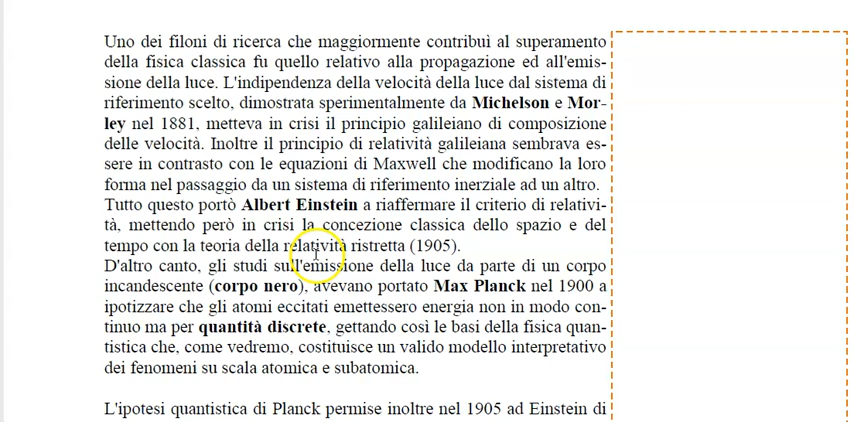 Uno dei filoni di ricerca che maggiormente contribuì al superamento
della fisica classica fu quello relativo alla propagazione ed all'emis-
sione della luce. L'indipendenza della velocità della luce dal sistema di
riferimento scelto, dimostrata sperimentalmente da Michelson e Mor-
ley nel 1881, metteva in crisi il principio galileiano di composizione
delle velocità. Inoltre il principio di relatività galileiana sembrava es-
sere in contrasto con le equazioni di Maxwell che modificano la loro
forma nel passaggio da un sistema di riferimento inerziale ad un altro.
Tutto questo portò Albert Einstein a riaffermare il criterio di relativi-
tà, mettendo però in crisi la concezione classica dello spazio e del
tempo con la teoria della relatività ristretta (1905).
D'altro canto, gli studi sull'emissione della luce da parte di un corpo
incandescente (corpo nero), avevano portato Max Planck nel 1900 a
ipotizzare che gli atomi eccitati emettessero energia non in modo con-
tinuo ma per quantità discrete, gettando così le basi della fisica quan-
tistica che, come vedremo, costituisce un valido modello interpretativo
dei fenomeni su scala atomica e subatomica.
L'ipotesi quantistica di Planck permise inoltre nel 1905 ad Einstein di